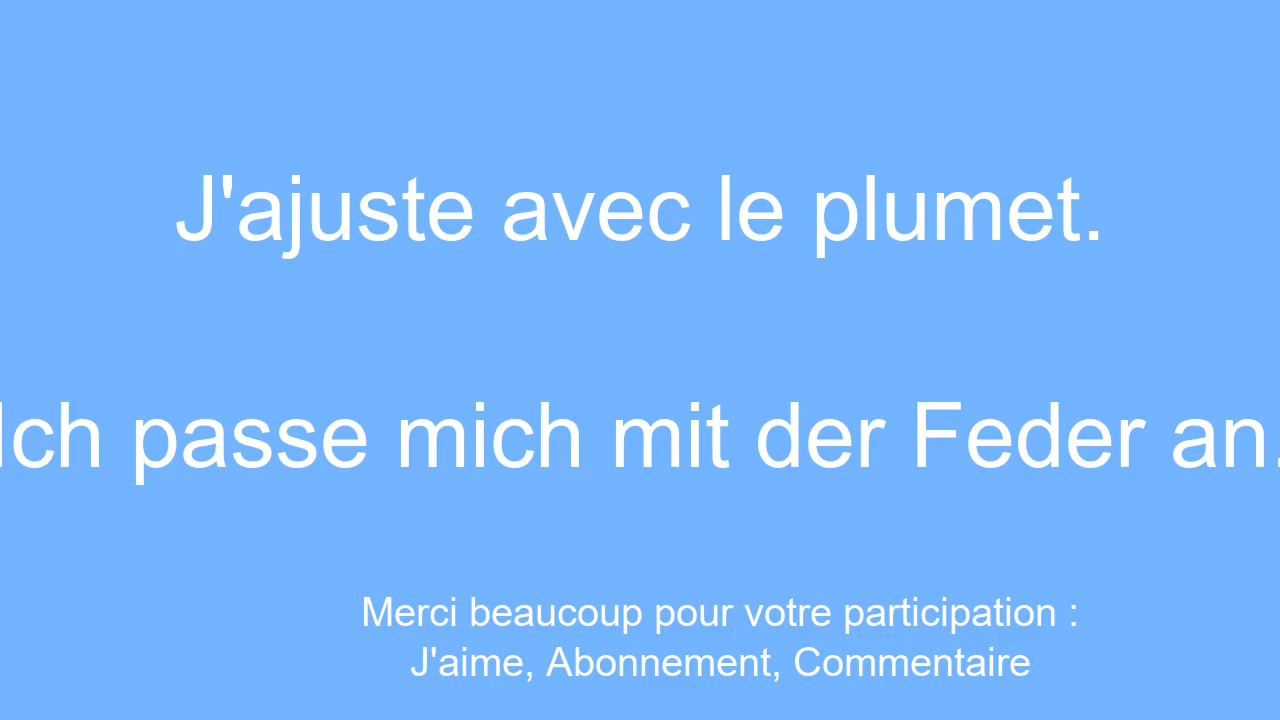 J'ajuste avec le plumet.
Ich passe mich mit der Feder an.
Merci beaucoup pour votre participation :
J'aime, Abonnement, Commentaire